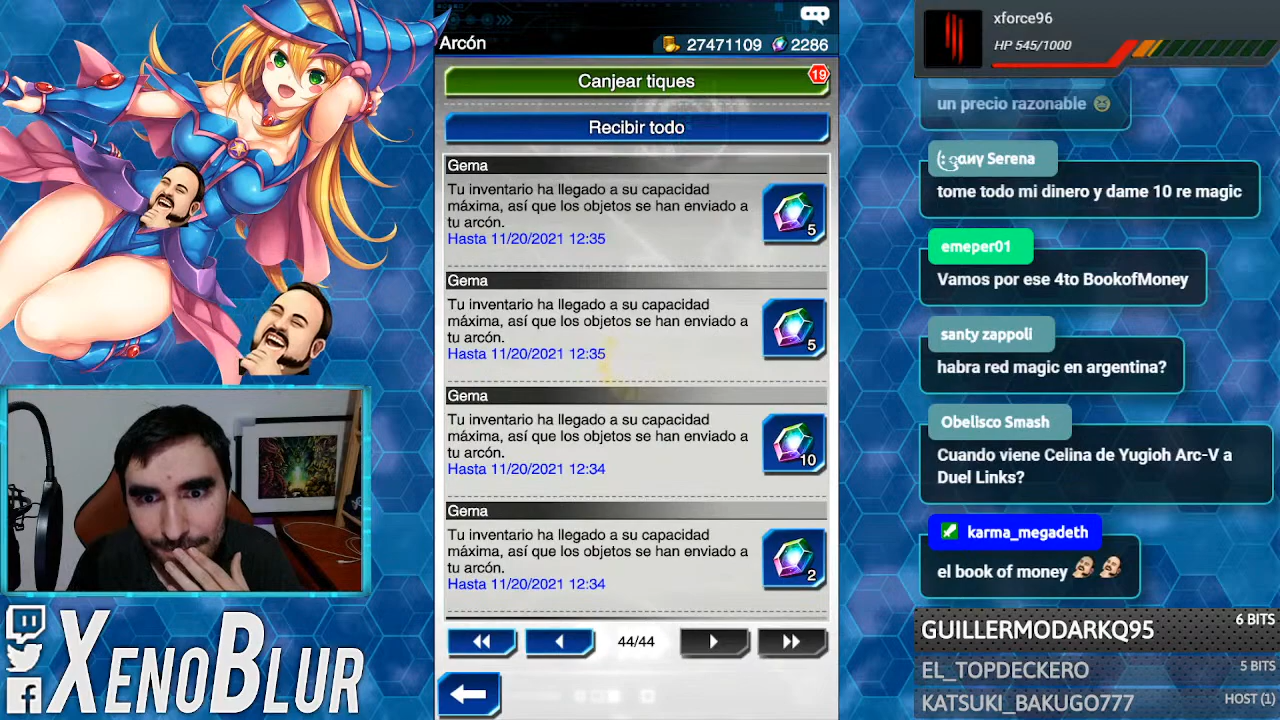 Arcón
27471109
2286
Canjear tiques
19
Recibir todo
Gema
Tu inventario ha llegado a su capacidad
máxima, así que los objetos se han enviado a
tu arcón.
Hasta 11/20/2021 12:35
5
Gema
Tu inventario ha llegado a su capacidad
máxima, así que los objetos se han enviado a
tu arcón.
Hasta 11/20/2021 12:35
5
Gema
Tu inventario ha llegado a su capacidad
máxima, así que los objetos se han enviado a
tu arcón.
Hasta 11/20/2021 12:34
10
Gema
Tu inventario ha llegado a su capacidad
máxima, así que los objetos se han enviado a
tu arcón.
Hasta 11/20/2021 12:34
2
44/44
XENOBLUR
xforce96
HP 545/1000
un precio razonable
Serena
tome todo mi dinero y dame 10 re magic
emeper01
Vamos por ese 4to BookofMoney
santy zappoli
habra red magic en argentina?
Obelisco Smash
Cuando viene Celina de Yugioh Arc-V a
Duel Links?
karma_megadeth
el book of money
GUILLERMODARKQ95
6 BITS
EL_TOPDECKERO
5 BITS
KATSUKI_BAKUGO777
HOST (1)